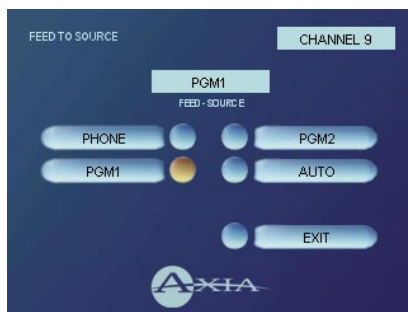 FEED TO SOURCE
CHANNEL 9
PGM1
FEED - SOURCE
PHONE
PGM2
PGM1
AUTO
EXIT
AXIA